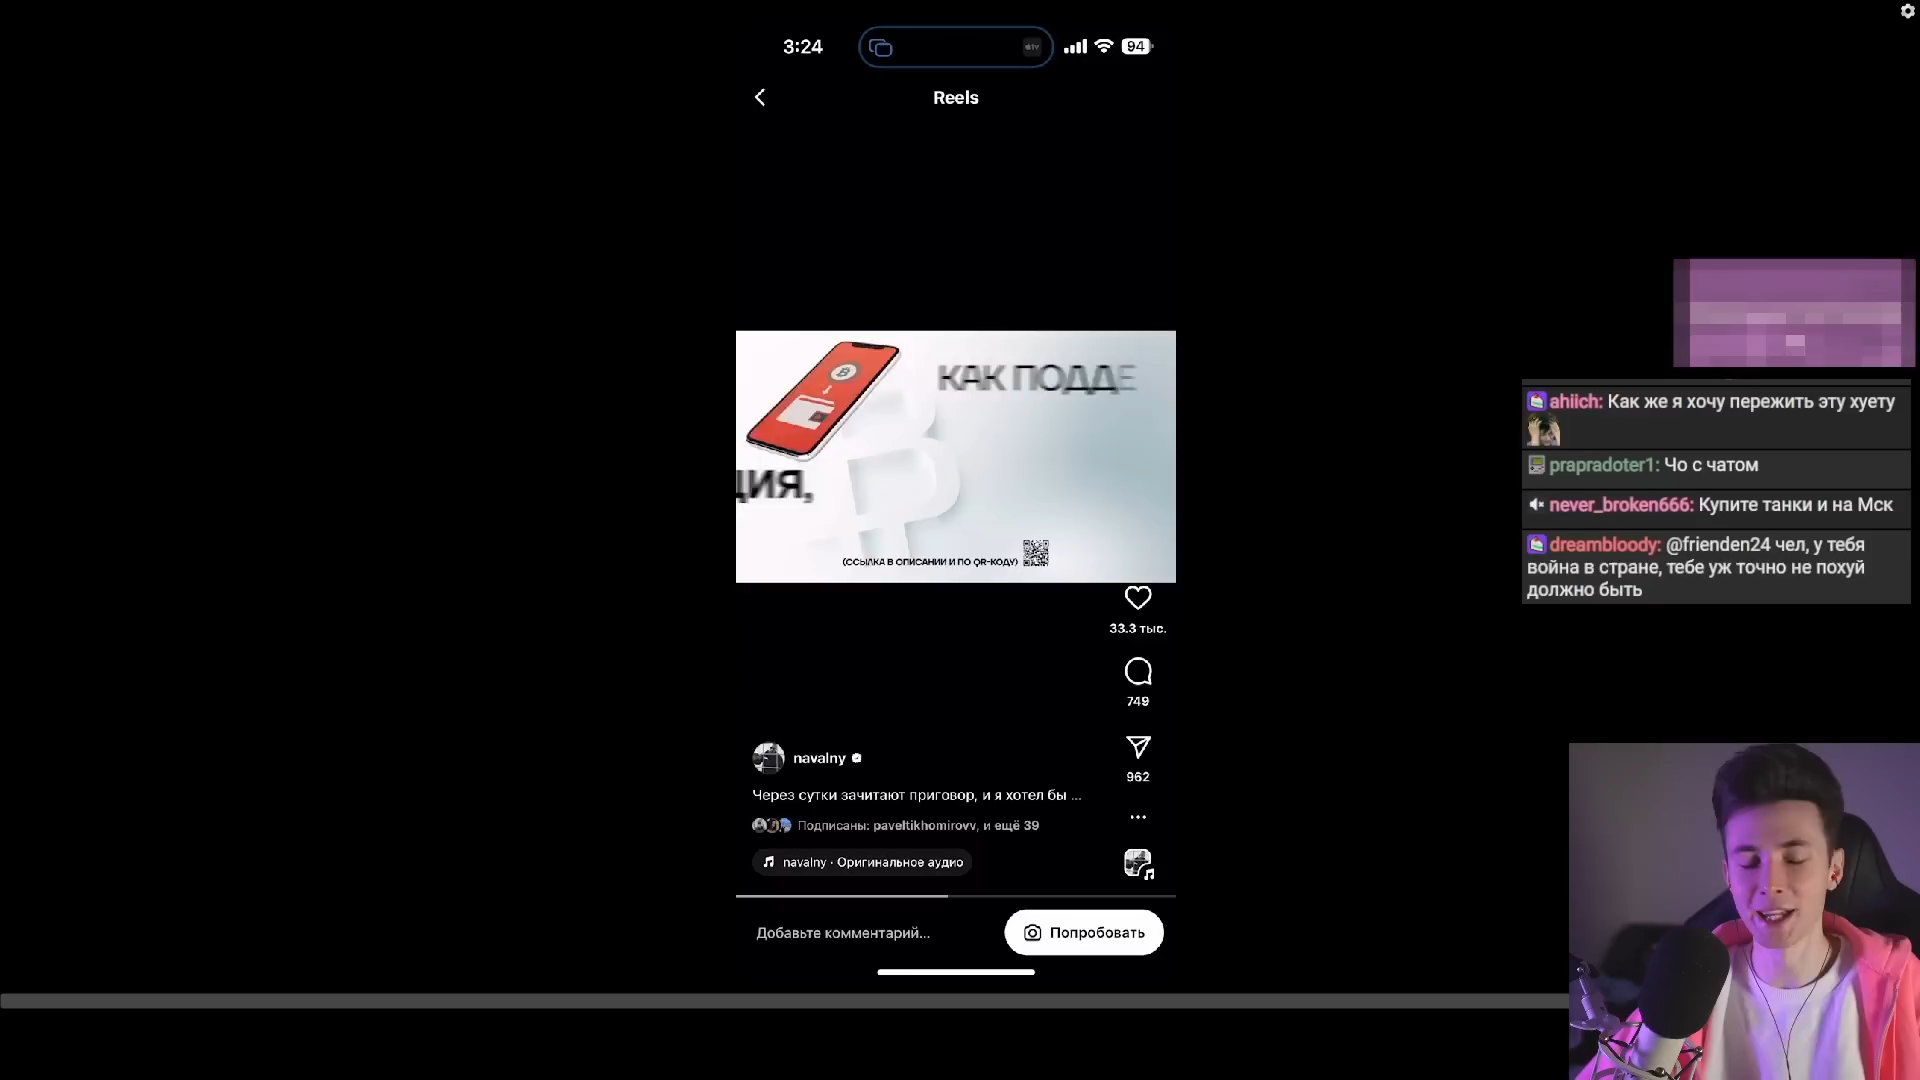 3:24
94
Reels
КАК ПОДДЕ
ЦИЯ,
(ССЫЛКА В ОПИСАНИИ И ПО QR-КОДУ)
33.3 тыс.
749
962
navalny
Через сутки зачитают приговор, и я хотел бы ...
Подписаны: paveltikhomirovv, и ещё 39
navalny · Оригинальное аудио
Добавьте комментарий...
Попробовать
ahiich: Как же я хочу пережить эту хуету
prapradoter1: Чо с чатом
never_broken666: Купите танки и на Мск
dreambloody: @frienden24 чел, у тебя
война в стране, тебе уж точно не похуй
должно быть